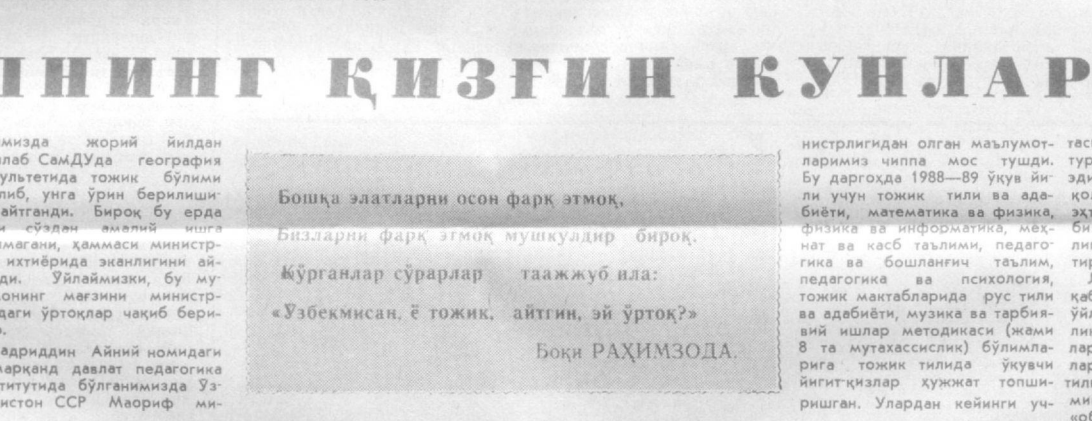 ПНИНГ ҚИЗҒИН КУНЛАР
мизда жорий йилдан
лаб СамДУда география
культетида тожик бўлими
либ, унга ўрин берилиши-
айтганди. Бироқ бу ерда
и сўздан амалий ишга
лмагани, ҳаммаси министр-
ихтиёрида эканлигини ай-
ди. Ўйлаймизки, бу му-
онинг мағзини министр-
даги ўртоқлар чақиб бери-
адриддин Айний номидаги
марқанд давлат педагогика
титутида бўлганимизда Ўз-
истон ССР Маориф ми-
Бошқа элатларни осон фарқ этмоқ,
Бизларни фарқ этмоқ мушкулдир бироқ.
Кўрганлар сўрарлар таажжуб ила:
«Ўзбекмисан, ё тожик, айтгин, эй ўртоқ?»
Боқи РАҲИМЗОДА.
нистрлигидан олган маълумот-
ларимиз чиппа мос тушди.
Бу даргоҳда 1988—89 ўқув йи-
ли учун тожик тили ва ада-
биёти, математика ва физика,
физика ва информатика, меҳ-
нат ва касб таълими, педаго-
гика ва бошланғич таълим,
педагогика ва психология,
тожик мактабларида рус тили
ва адабиёти, музика ва тарбия-
вий ишлар методикаси (жами
8 та мутахассислик) бўлимла-
рига тожик тилида ўқувчи
йигит-қизлар ҳужжат топши-
ришган. Улардан кейинги уч-